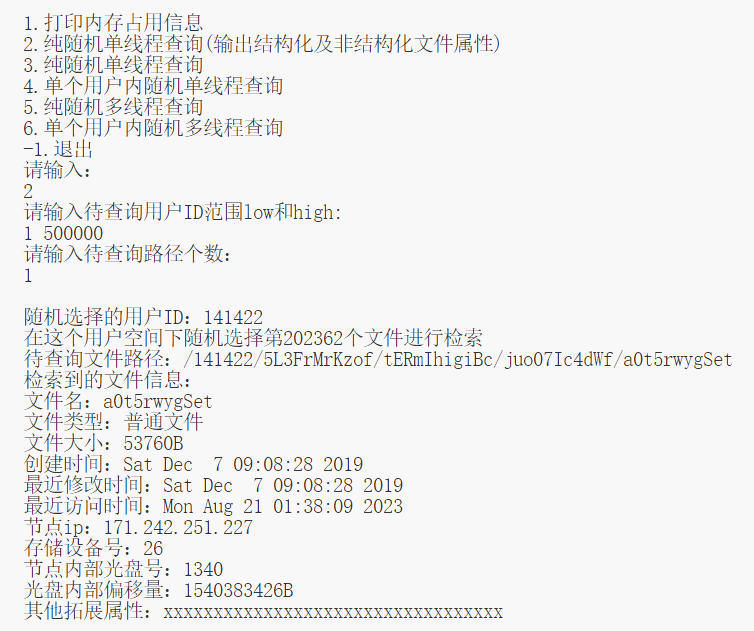 1.打印内存占用信息
2.纯随机单线程查询(输出结构化及非结构化文件属性)
3.纯随机单线程查询
4.单个用户内随机单线程查询
5.纯随机多线程查询
6.单个用户内随机多线程查询
-1.退出
请输入：
2
请输入待查询用户ID范围low和high:
1 500000
请输入待查询路径个数：
1
随机选择的用户ID：141422
在这个用户空间下随机选择第202362个文件进行检索
待查询文件路径：/141422/5L3FrMrKzof/tERmIhigiBc/juo07Ic4dWf/a0t5rwygSet
检索到的文件信息：
文件名：a0t5rwygSet
文件类型：普通文件
文件大小：53760B
创建时间：Sat Dec  7 09:08:28 2019
最近修改时间：Sat Dec  7 09:08:28 2019
最近访问时间：Mon Aug 21 01:38:09 2023
节点ip：171.242.251.227
存储设备号：26
节点内部光盘号：1340
光盘内部偏移量：1540383426B
其他拓展属性：xxxxxxxxxxxxxxxxxxxxxxxxxxxxxxxxxx